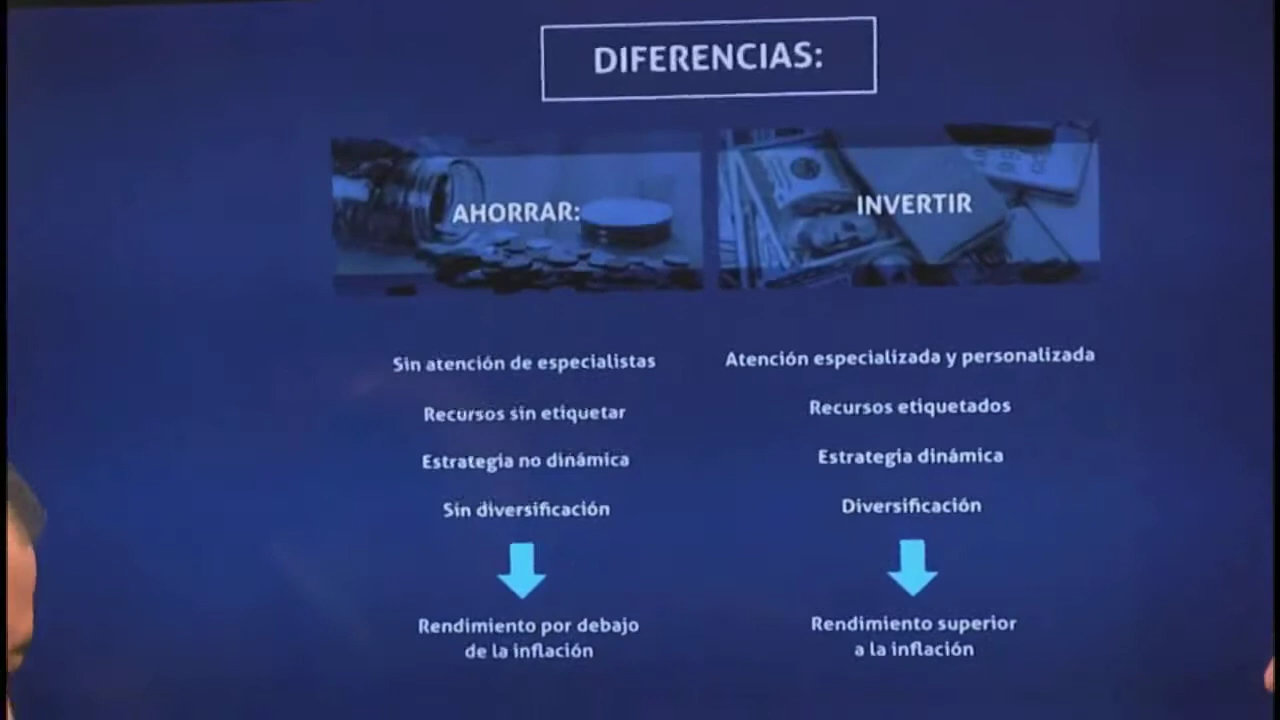 DIFERENCIAS:
AHORRAR:
Sin atención de especialistas
Recursos sin etiquetar
Estrategia no dinámica
Sin diversificación
Rendimiento por debajo
de la inflación
INVERTIR
Atención especializada y personalizada
Recursos etiquetados
Estrategia dinámica
Diversificación
Rendimiento superior
a la inflación